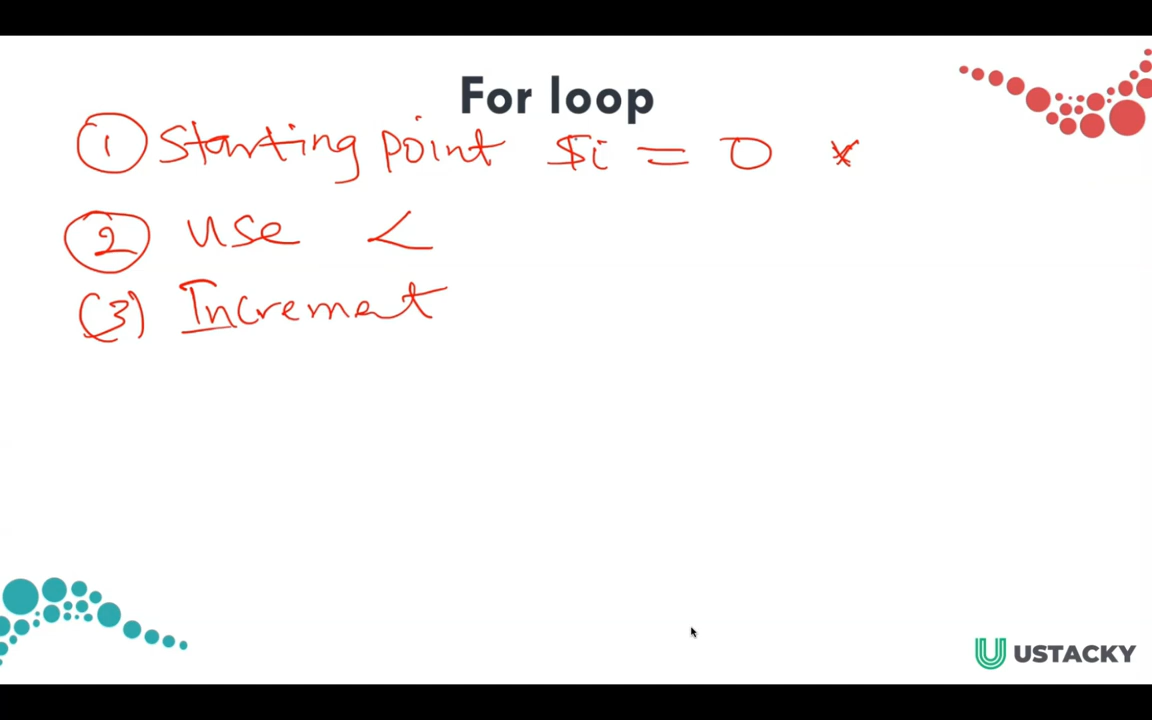 For loop
1 Starting point $i = 0 *
2 use <
(3) Increment
USTACKY